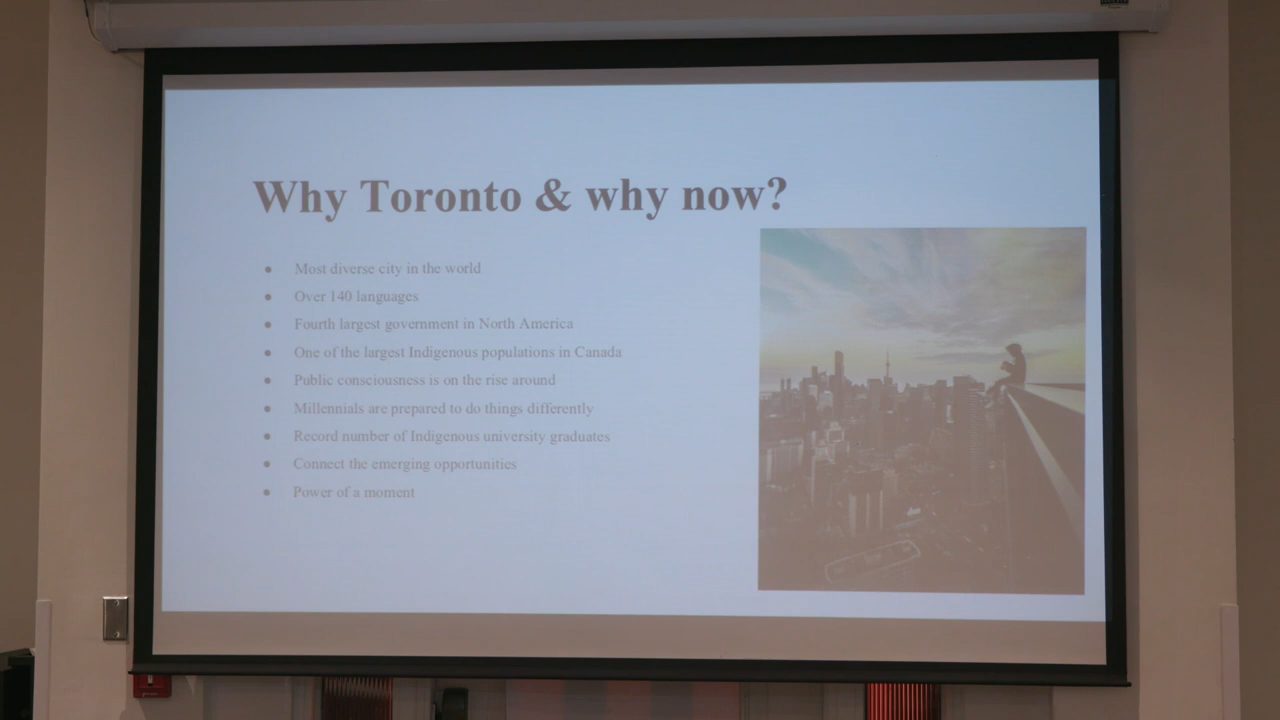 Why Toronto & why now?
● Most diverse city in the world
● Over 140 languages
● Fourth largest government in North America
● One of the largest Indigenous populations in Canada
● Public consciousness is on the rise around
● Millennials are prepared to do things differently
● Record number of Indigenous university graduates
● Connect the emerging opportunities
● Power of a moment